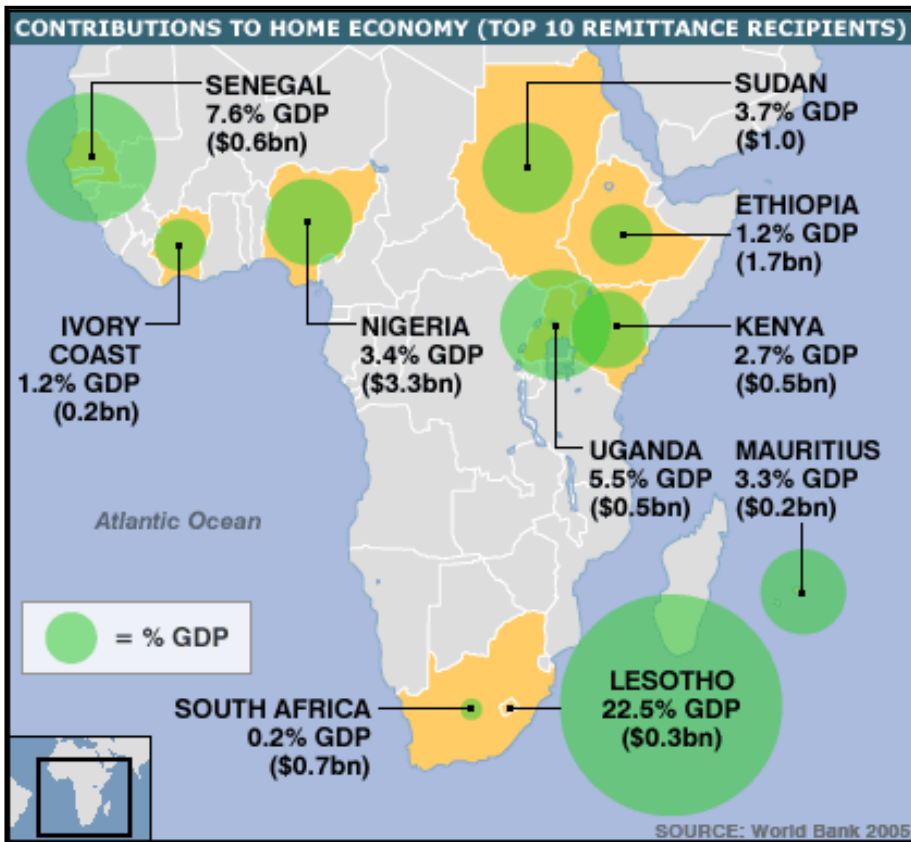 CONTRIBUTIONS TO HOME ECONOMY (TOP 10 REMITTANCE RECIPIENTS)
SENEGAL
7.6% GDP
($0.6bn)
SUDAN
3.7% GDP
($1.0)
ETHIOPIA
1.2% GDP
(1.7bn)
IVORY
COAST
1.2% GDP
(0.2bn)
NIGERIA
3.4% GDP
($3.3bn)
KENYA
2.7% GDP
($0.5bn)
UGANDA
5.5% GDP
($0.5bn)
MAURITIUS
3.3% GDP
($0.2bn)
Atlantic Ocean
= % GDP
SOUTH AFRICA
0.2% GDP
($0.7bn)
LESOTHO
22.5% GDP
($0.3bn)
SOURCE: World Bank 2005